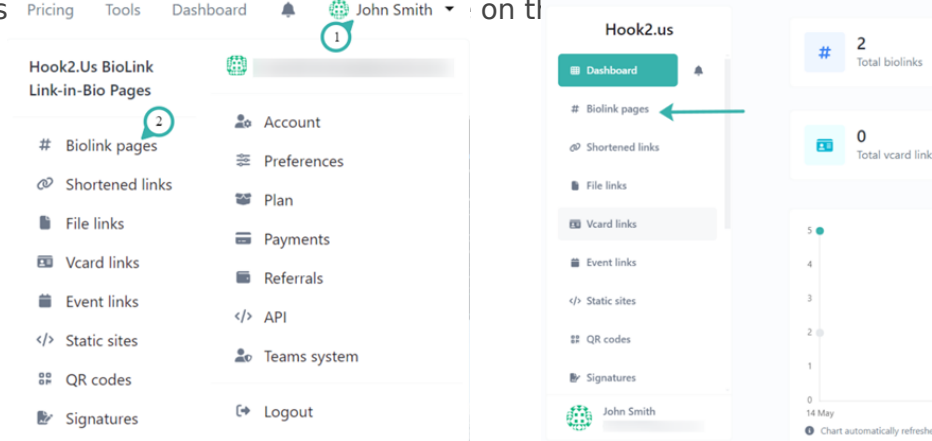 Pricing Tools Dashboard John Smith
1
Hook2.Us BioLink
Link-in-Bio Pages
2
Biolink pages
Shortened links
File links
Vcard links
Event links
Static sites
QR codes
Signatures
Account
Preferences
Plan
Payments
Referrals
API
Teams system
Logout
on th
Hook2.us
Dashboard
Biolink pages
Shortened links
File links
Vcard links
Event links
Static sites
QR codes
Signatures
John Smith
2
Total biolinks
0
Total vcard link
5
4
3
2
1
0
14 May
Chart automatically refreshe